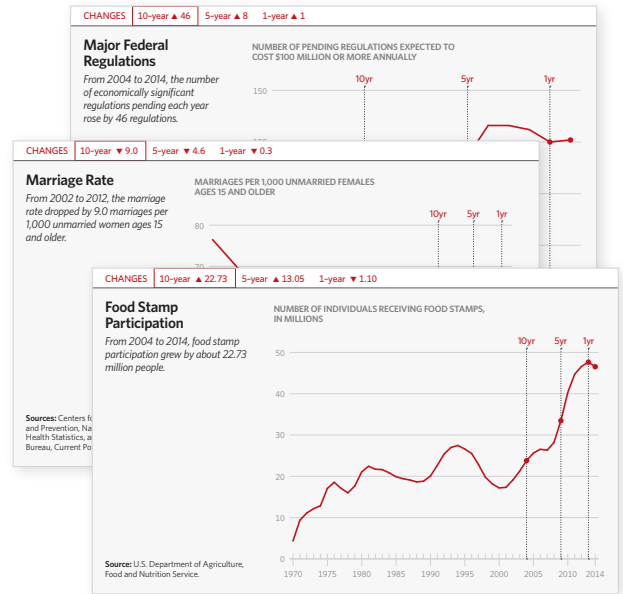 CHANGES 10-year ▲ 46 5-year ▲ 8 1-year ▲ 1
Major Federal
Regulations
From 2004 to 2014, the number
of economically significant
regulations pending each year
rose by 46 regulations.
NUMBER OF PENDING REGULATIONS EXPECTED TO
COST $100 MILLION OR MORE ANNUALLY
10yr 5yr 1yr
150
CHANGES 10-year ▼ 9.0 5-year ▼ 4.6 1-year ▼ 0.3
Marriage Rate
From 2002 to 2012, the marriage
rate dropped by 9.0 marriages per
1,000 unmarried women ages 15
and older.
MARRIAGES PER 1,000 UNMARRIED FEMALES
AGES 15 AND OLDER
10yr 5yr 1yr
80
70
Sources: Centers
and Prevention,
Health Statistics,
Bureau, Current
CHANGES 10-year ▲ 22.73 5-year ▲ 13.05 1-year ▼ 1.10
Food Stamp
Participation
From 2004 to 2014, food stamp
participation grew by about 22.73
million people.
NUMBER OF INDIVIDUALS RECEIVING FOOD STAMPS,
IN MILLIONS
10yr 5yr 1yr
50
40
30
20
10
0
1970 1975 1980 1985 1990 1995 2000 2005 2010 2014
Source: U.S. Department of Agriculture,
Food and Nutrition Service.